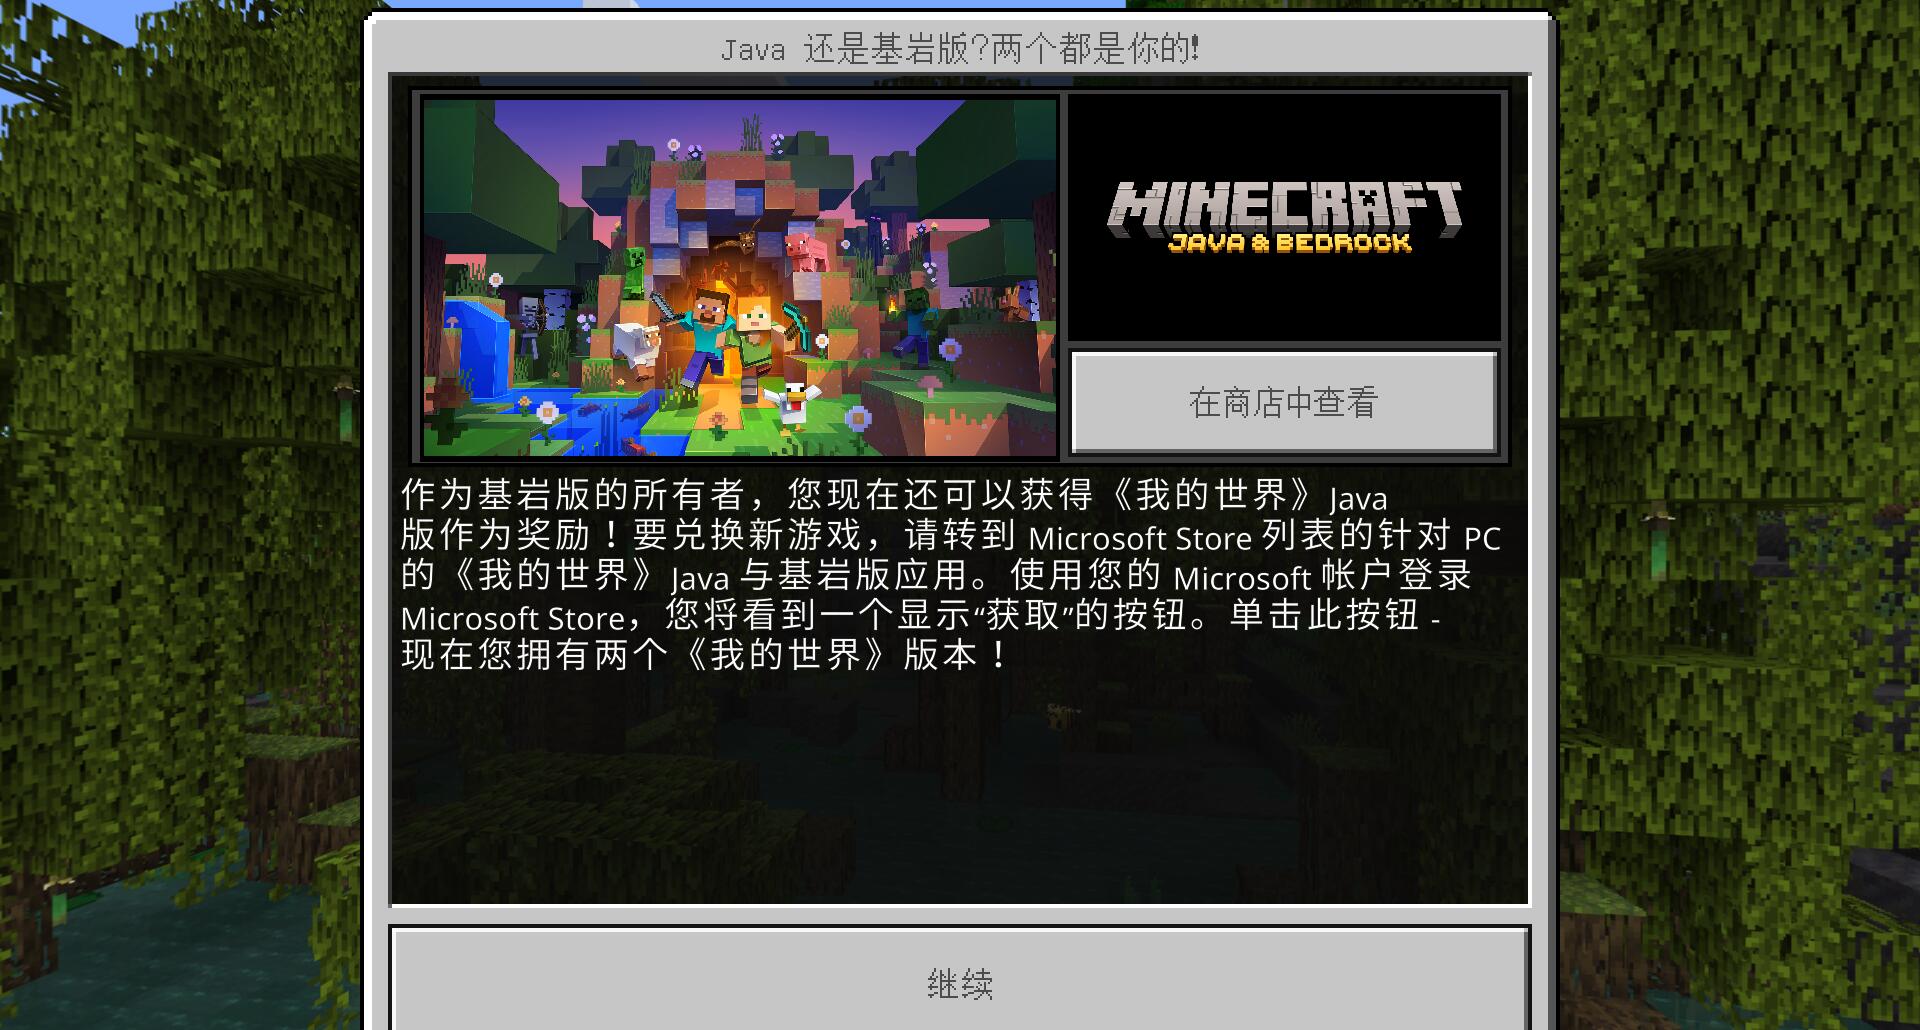 Java 还是基岩版?两个都是你的!
MINECRAFT
JAVA & BEDROCK
在商店中查看
作为基岩版的所有者，您现在还可以获得《我的世界》Java
版作为奖励！要兑换新游戏，请转到 Microsoft Store 列表的针对 PC
的《我的世界》Java 与基岩版应用。使用您的 Microsoft 帐户登录
Microsoft Store，您将看到一个显示“获取”的按钮。单击此按钮 -
现在您拥有两个《我的世界》版本！
继续